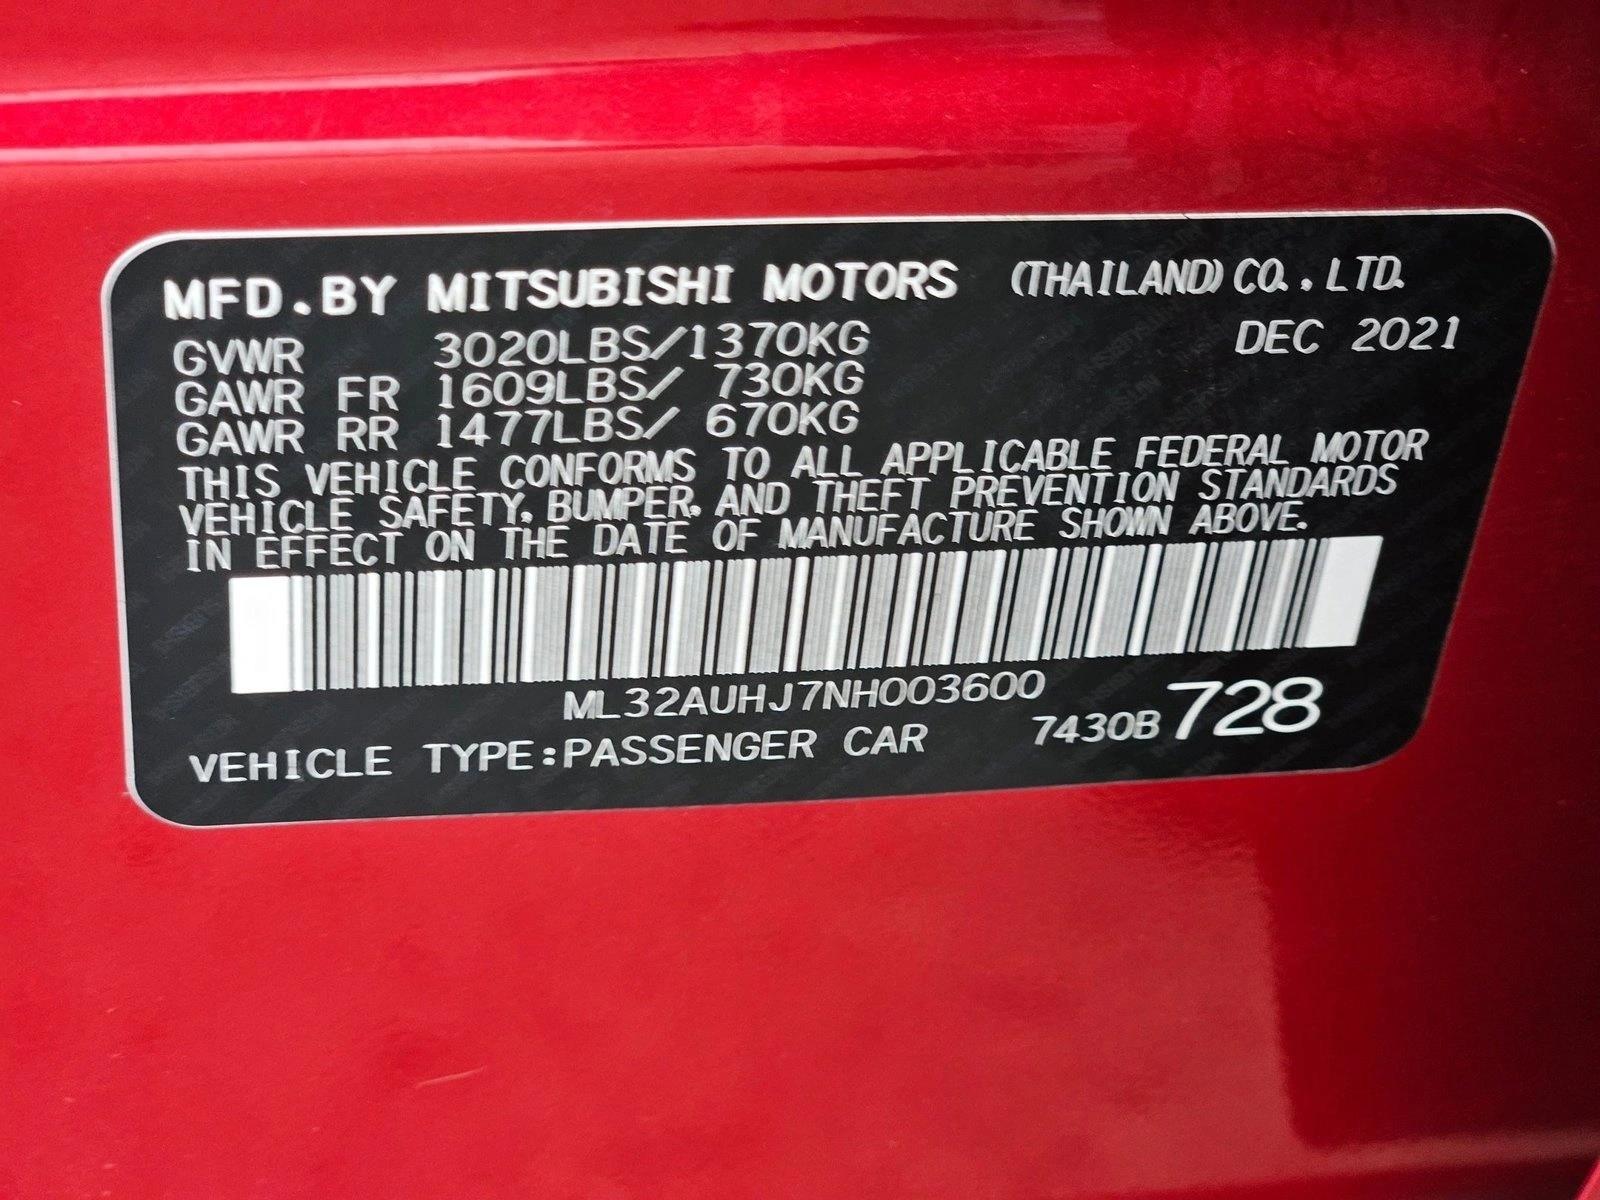 MFD.BY MITSUBISHI MOTORS (THAILAND) CO.,LTD.
GVWR 3020LBS/1370KG DEC 2021
GAWR FR 1609LBS/ 730KG
GAWR RR 1477LBS/ 670KG
THIS VEHICLE CONFORMS TO ALL APPLICABLE FEDERAL MOTOR
VEHICLE SAFETY, BUMPER, AND THEFT PREVENTION STANDARDS
IN EFFECT ON THE DATE OF MANUFACTURE SHOWN ABOVE.
ML32AUHJ7NH003600
VEHICLE TYPE:PASSENGER CAR 7430B 728